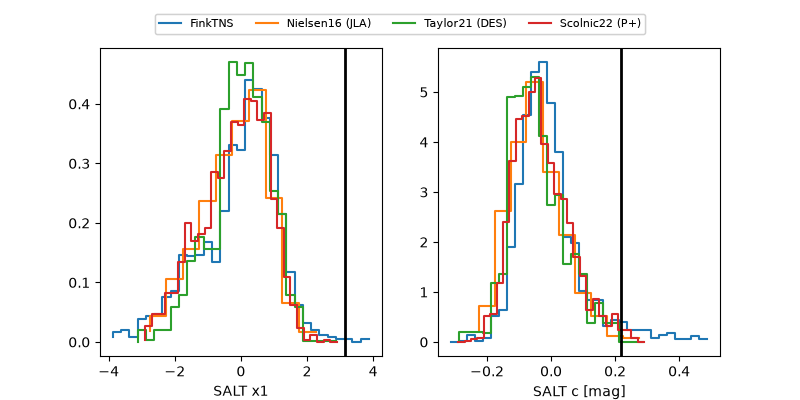 FinkTNS Nielsen16 (JLA) Taylor21 (DES) Scolnic22 (P+)
0.4
0.3
0.2
0.1
0.0
−4 −2 0 2 4
SALT x1
5
4
3
2
1
0
−0.2 0.0 0.2 0.4
SALT c [mag]